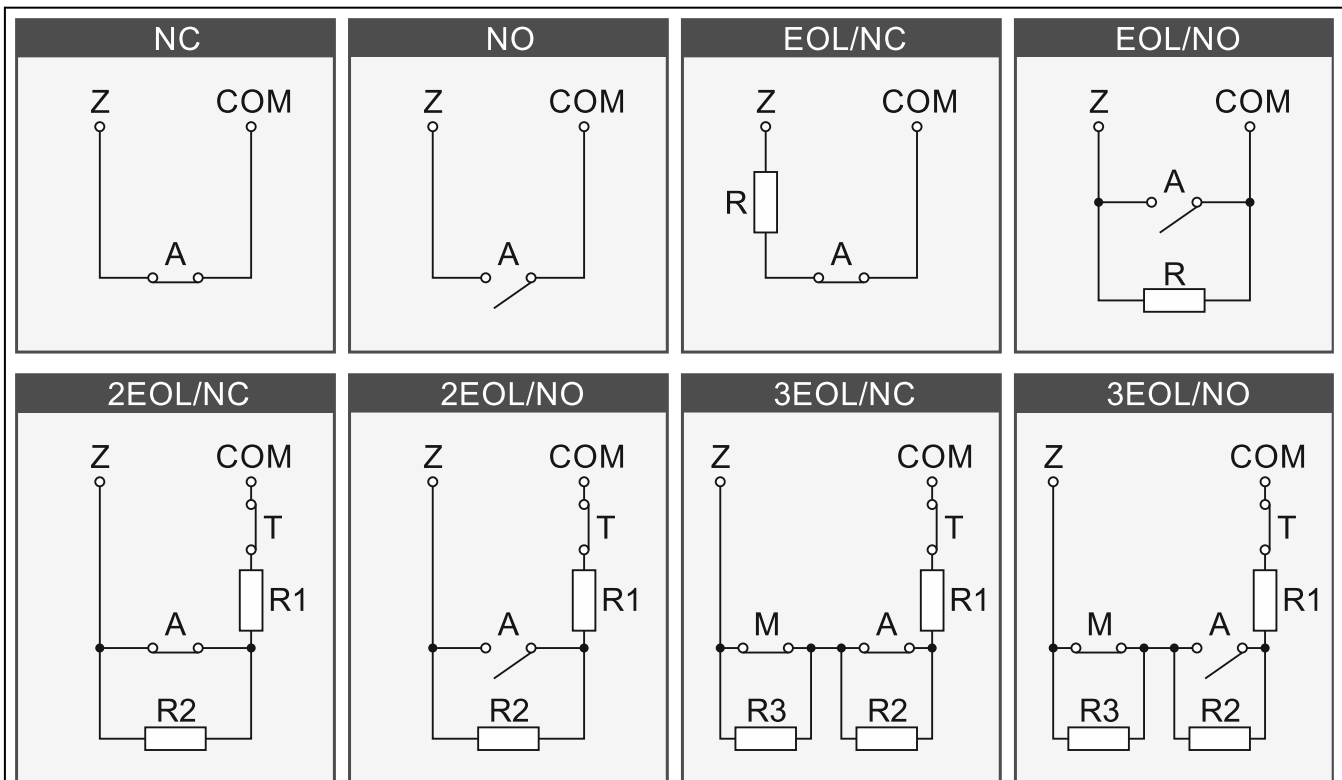 NC
Z COM
A
NO
Z COM
A
EOL/NC
Z COM
R
A
EOL/NO
Z COM
A
R
2EOL/NC
Z COM
T
R1
A
R2
2EOL/NO
Z COM
T
R1
A
R2
3EOL/NC
Z COM
T
R1
M A
R3 R2
3EOL/NO
Z COM
T
R1
M A
R3 R2